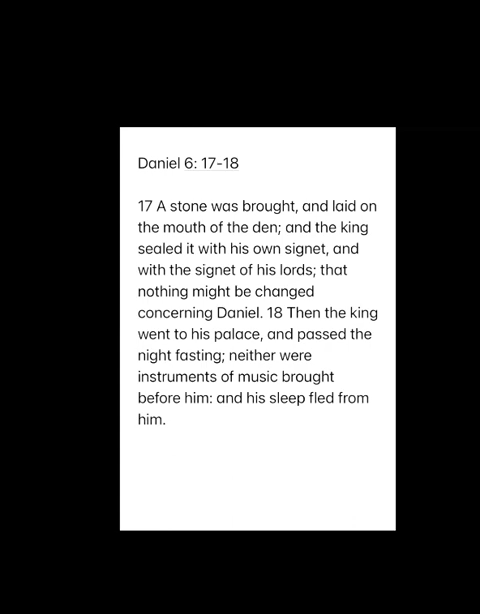 Daniel 6: 17-18
17 A stone was brought, and laid on
the mouth of the den; and the king
sealed it with his own signet, and
with the signet of his lords; that
nothing might be changed
concerning Daniel. 18 Then the king
went to his palace, and passed the
night fasting; neither were
instruments of music brought
before him: and his sleep fled from
him.